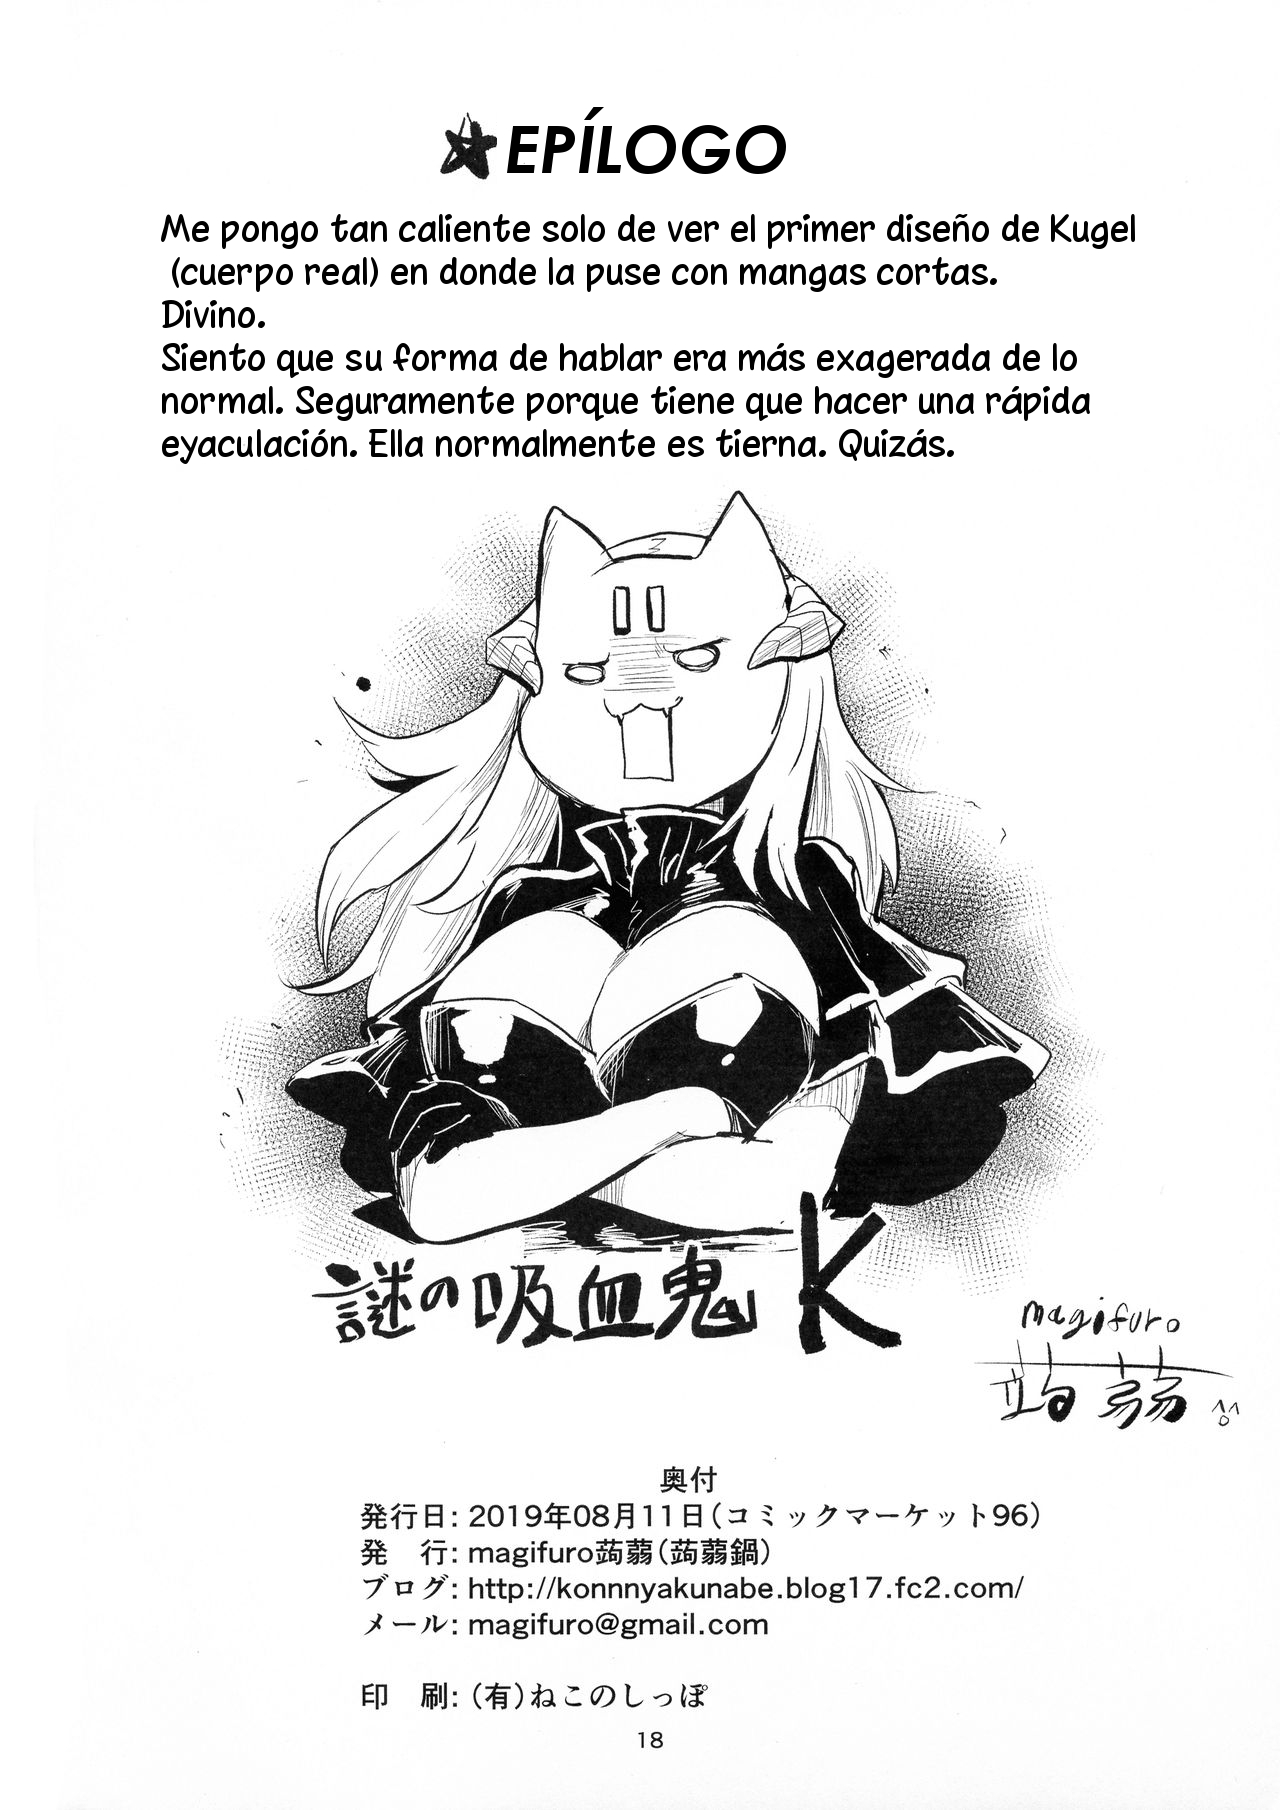 EPÍLOGO
Me pongo tan caliente solo de ver el primer diseño de Kugel
(cuerpo real) en donde la puse con mangas cortas.
Divino.
Siento que su forma de hablar era más exagerada de lo
normal. Seguramente porque tiene que hacer una rápida
eyaculación. Ella normalmente es tierna. Quizás.
謎の吸血鬼K
magifuro
蒟蒻
奥付
発行日: 2019年08月11日(コミックマーケット96)
発　行: magifuro蒟蒻(蒟蒻鍋)
ブログ: http://konnnyakunabe.blog17.fc2.com/
メール: magifuro@gmail.com
印　刷: (有)ねこのしっぽ
18